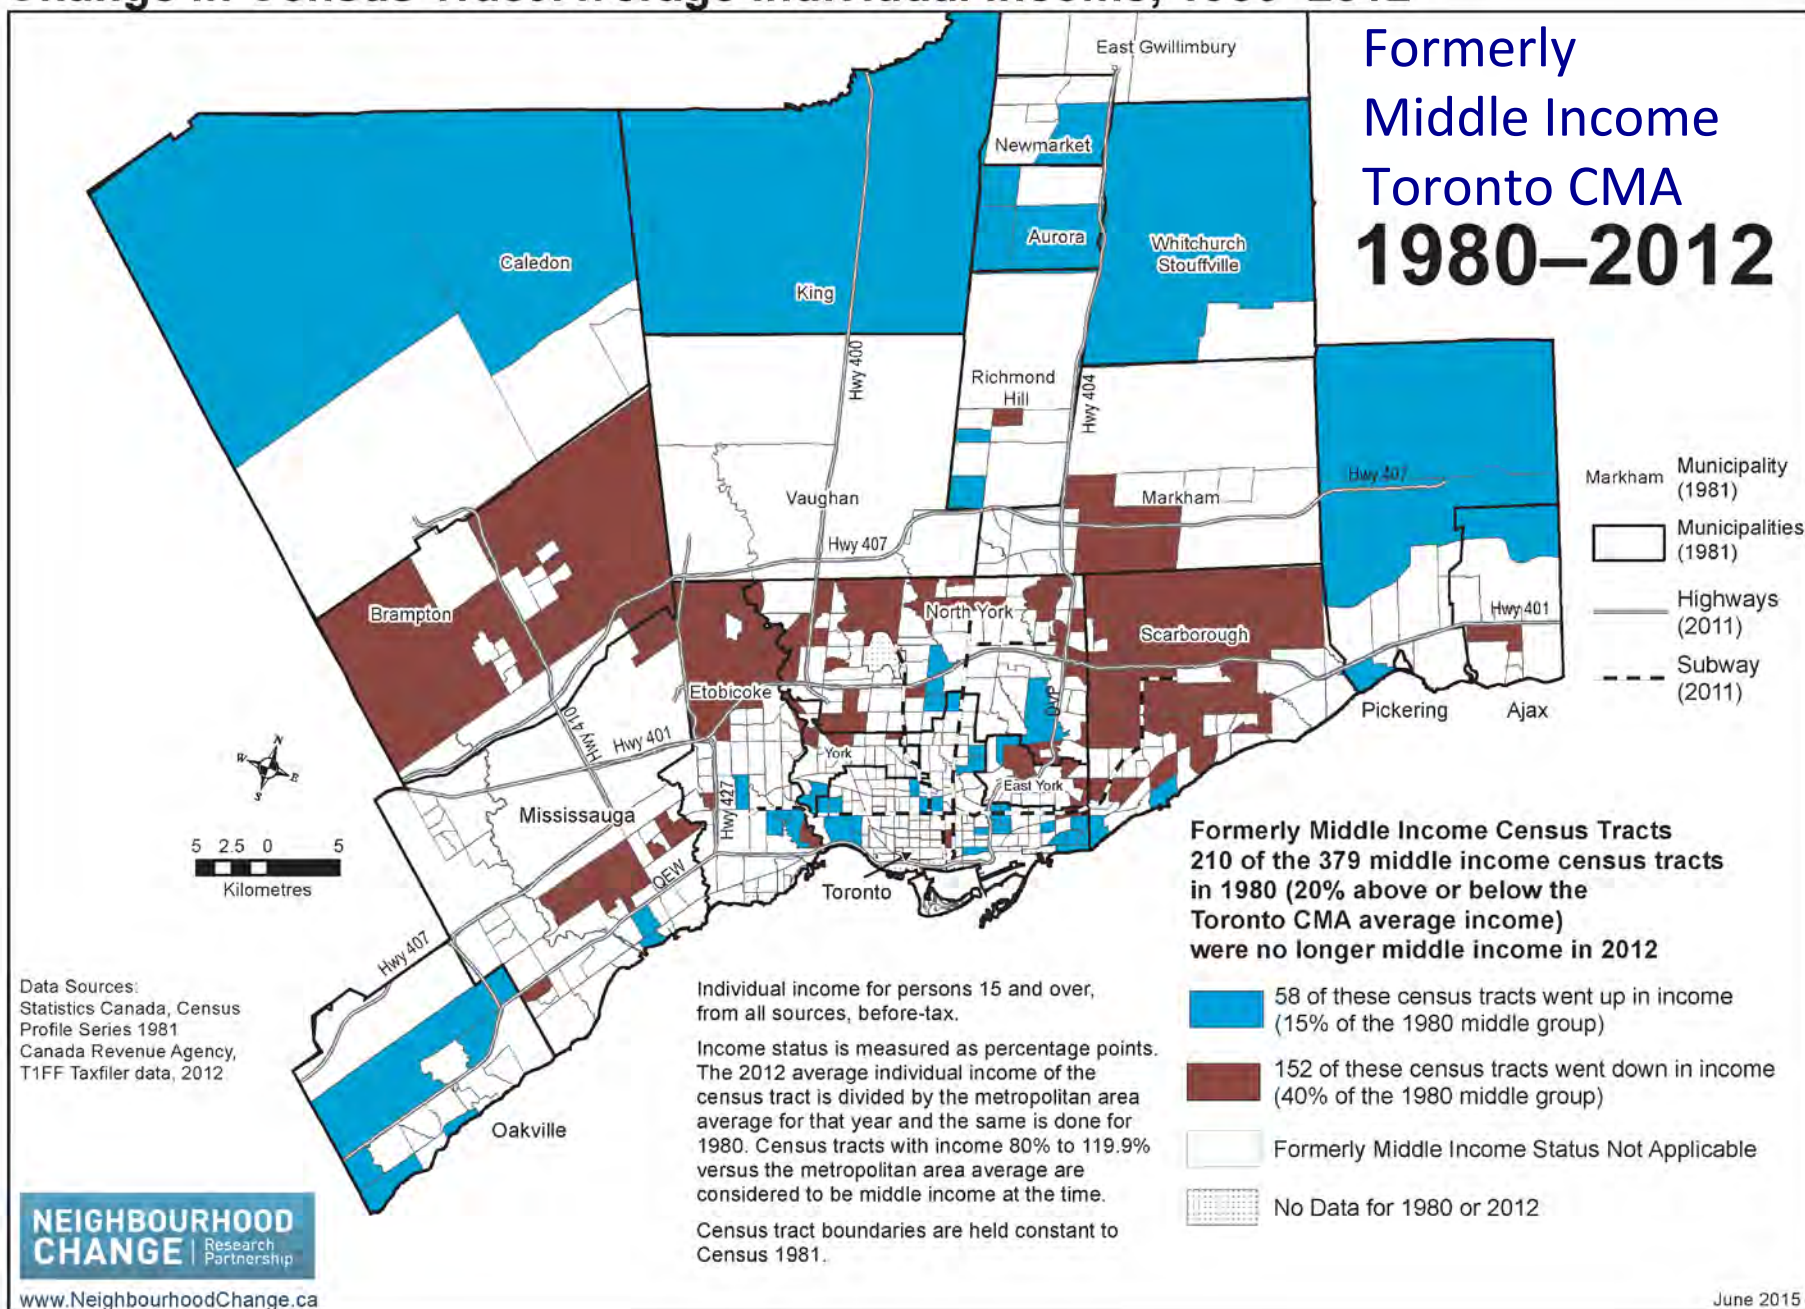 Change in Census Tract Average Individual Income, 1980–2012
Formerly
Middle Income
Toronto CMA
1980–2012
East Gwillimbury
Newmarket
Aurora
Whitchurch
Stouffville
Caledon
King
Hwy 400
Richmond
Hill
Hwy 404
Vaughan
Markham
Hwy 407
Hwy 407
Markham
Municipality
(1981)
Municipalities
(1981)
Highways
(2011)
Subway
(2011)
Brampton
North York
Scarborough
Hwy 401
Etobicoke
DVP
Pickering
Ajax
Hwy 410
Hwy 401
York
East York
Hwy 427
Mississauga
N
W
E
S
5 2.5 0 5
Kilometres
QEW
Toronto
Hwy 407
Oakville
Formerly Middle Income Census Tracts
210 of the 379 middle income census tracts
in 1980 (20% above or below the
Toronto CMA average income)
were no longer middle income in 2012
58 of these census tracts went up in income
(15% of the 1980 middle group)
152 of these census tracts went down in income
(40% of the 1980 middle group)
Formerly Middle Income Status Not Applicable
No Data for 1980 or 2012
Individual income for persons 15 and over,
from all sources, before-tax.
Income status is measured as percentage points.
The 2012 average individual income of the
census tract is divided by the metropolitan area
average for that year and the same is done for
1980. Census tracts with income 80% to 119.9%
versus the metropolitan area average are
considered to be middle income at the time.
Census tract boundaries are held constant to
Census 1981.
Data Sources:
Statistics Canada, Census
Profile Series 1981
Canada Revenue Agency,
T1FF Taxfiler data, 2012
NEIGHBOURHOOD
CHANGE | Research
Partnership
www.NeighbourhoodChange.ca
June 2015